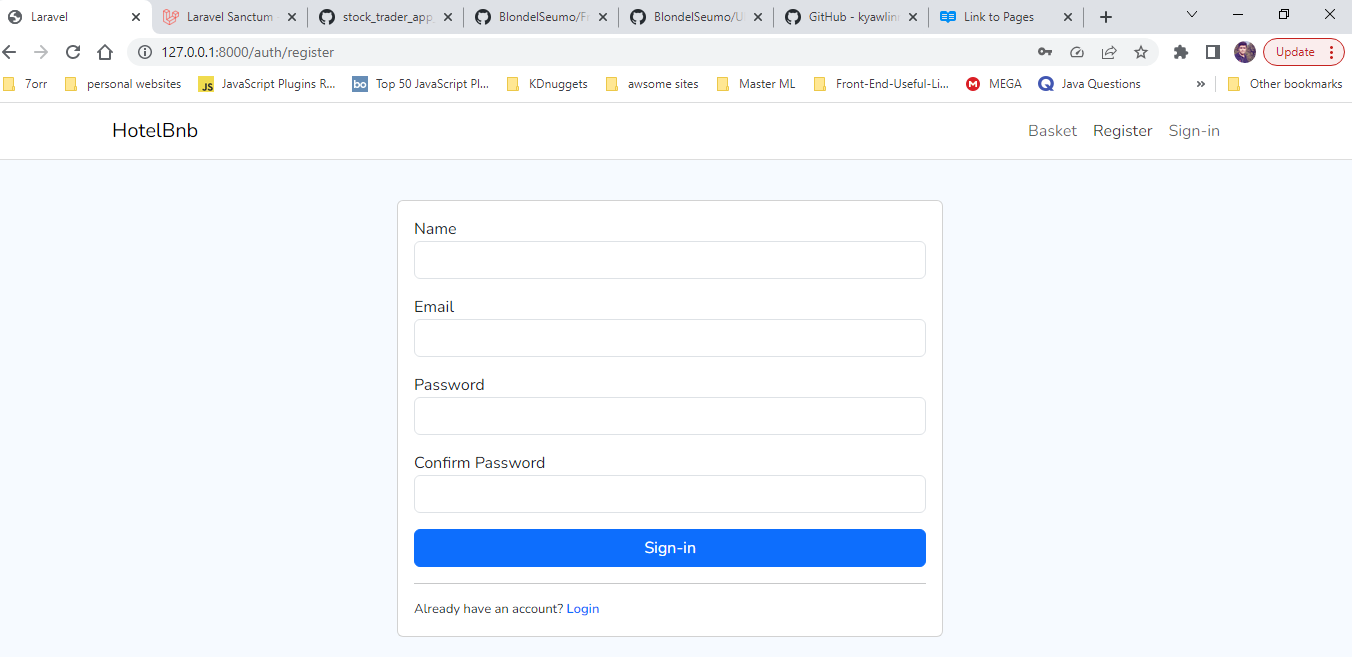 Laravel
Laravel Sanctum
stock_trader_app
BlondelSeumo/Fr
BlondelSeumo/U
GitHub - kyawlinn
Link to Pages
127.0.0.1:8000/auth/register
Update
7orr
personal websites
JS
JavaScript Plugins R...
bo
Top 50 JavaScript Pl...
KDnuggets
awsome sites
Master ML
Front-End-Useful-Li...
M
MEGA
Java Questions
»
Other bookmarks
HotelBnb
Basket
Register
Sign-in
Name
Email
Password
Confirm Password
Sign-in
Already have an account? Login